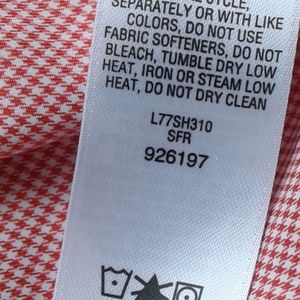 SEPARATELY OR WITH LIKE
COLORS, DO NOT USE
FABRIC SOFTENERS, DO NOT
BLEACH, TUMBLE DRY LOW
HEAT, IRON OR STEAM LOW
HEAT, DO NOT DRY CLEAN
L77SH310
SFR
926197